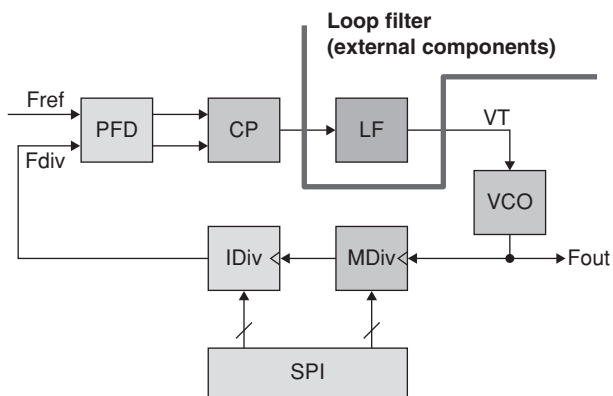 Loop filter
(external components)
Fref
PFD
CP
LF
VT
Fdiv
VCO
IDiv
MDiv
Fout
SPI